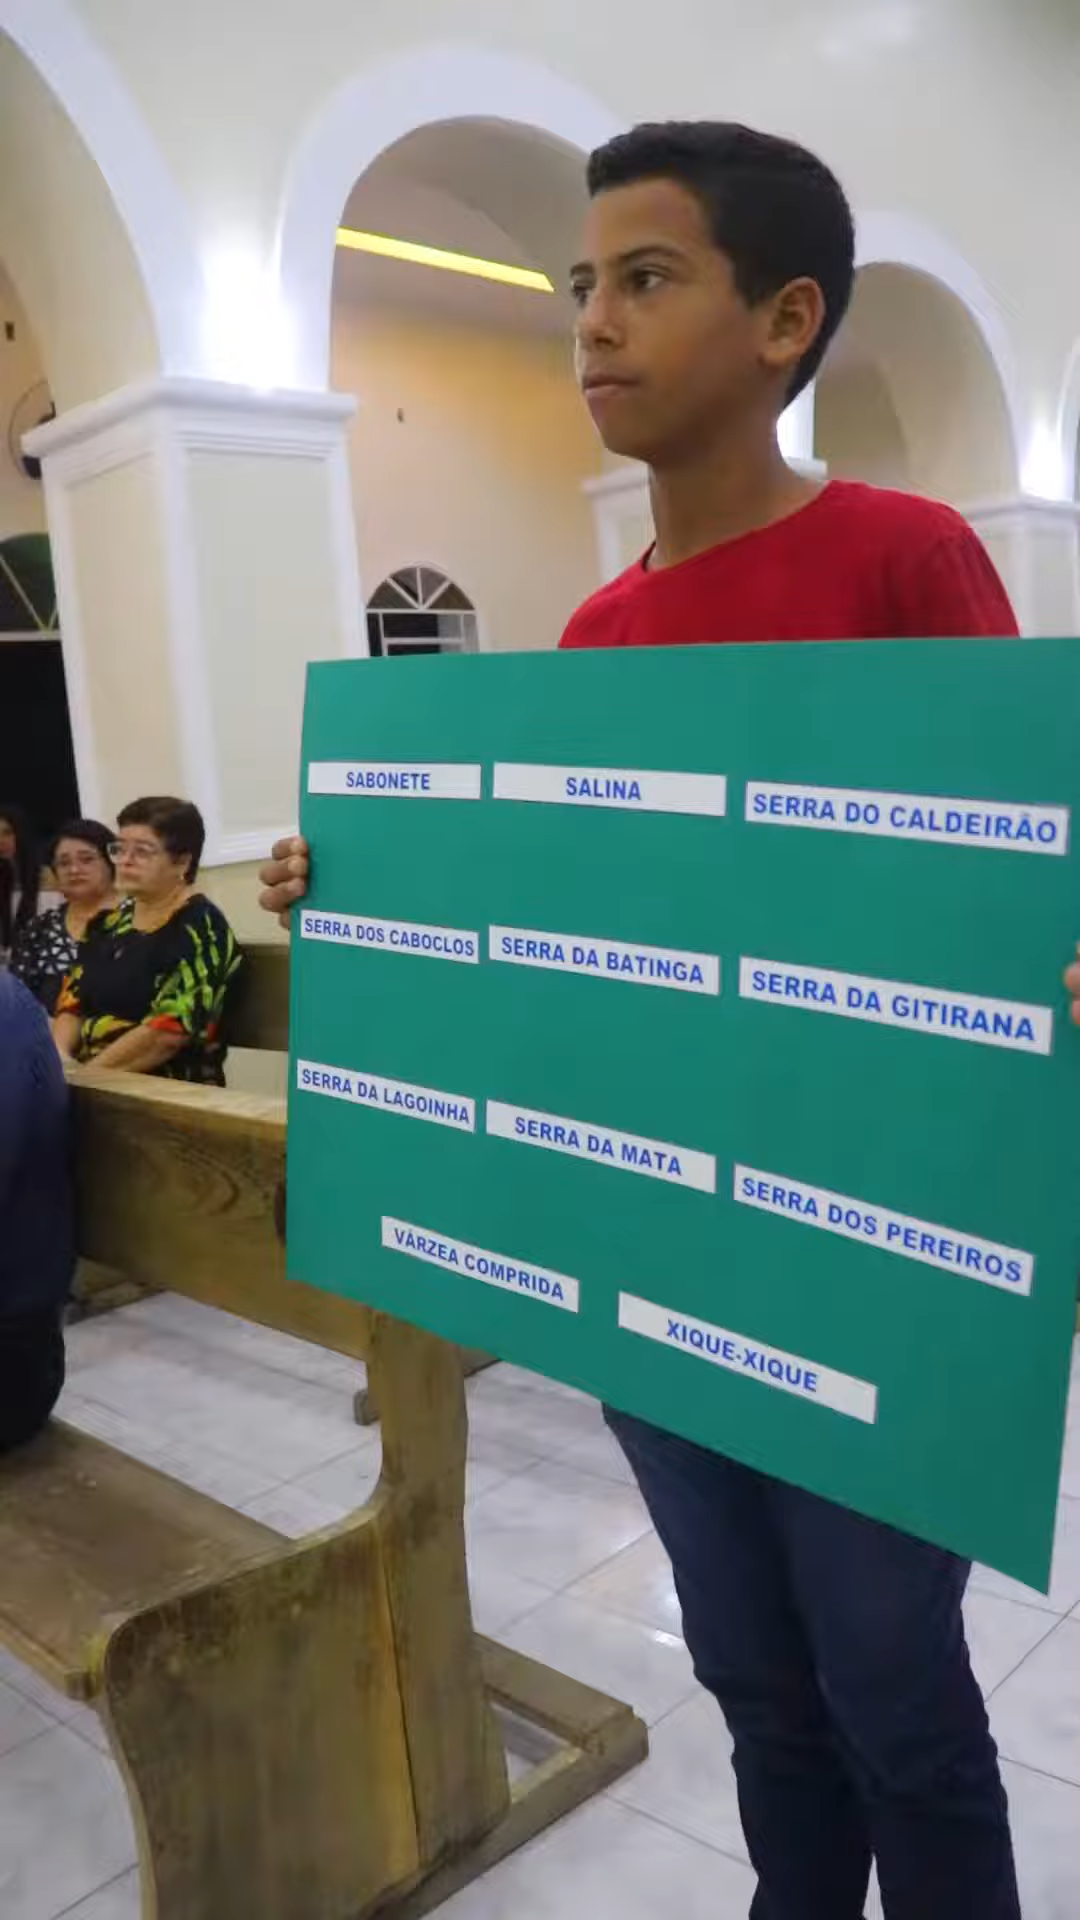 SABONETE
SALINA
SERRA DO CALDEIRÃO
SERRA DOS CABOCLOS
SERRA DA BATINGA
SERRA DA GITIRANA
SERRA DA LAGOINHA
SERRA DA MATA
SERRA DOS PEREIROS
VÁRZEA COMPRIDA
XIQUE-XIQUE